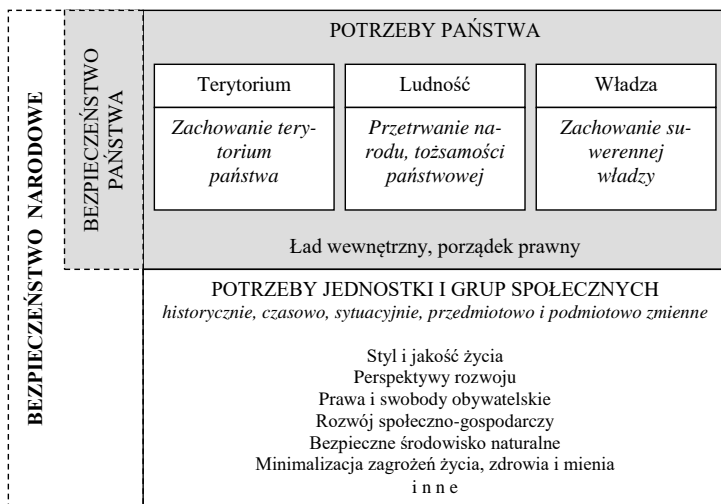 BEZPIECZEŃSTWO NARODOWE
BEZPIECZEŃSTWO
PAŃSTWA
POTRZEBY PAŃSTWA
Terytorium
Zachowanie tery-
torium
państwa
Ludność
Przetrwanie na-
rodu, tożsamości
państwowej
Władza
Zachowanie su-
werennej
władzy
Ład wewnętrzny, porządek prawny
POTRZEBY JEDNOSTKI I GRUP SPOŁECZNYCH
historycznie, czasowo, sytuacyjnie, przedmiotowo i podmiotowo zmienne
Styl i jakość życia
Perspektywy rozwoju
Prawa i swobody obywatelskie
Rozwój społeczno-gospodarczy
Bezpieczne środowisko naturalne
Minimalizacja zagrożeń życia, zdrowia i mienia
i n n e